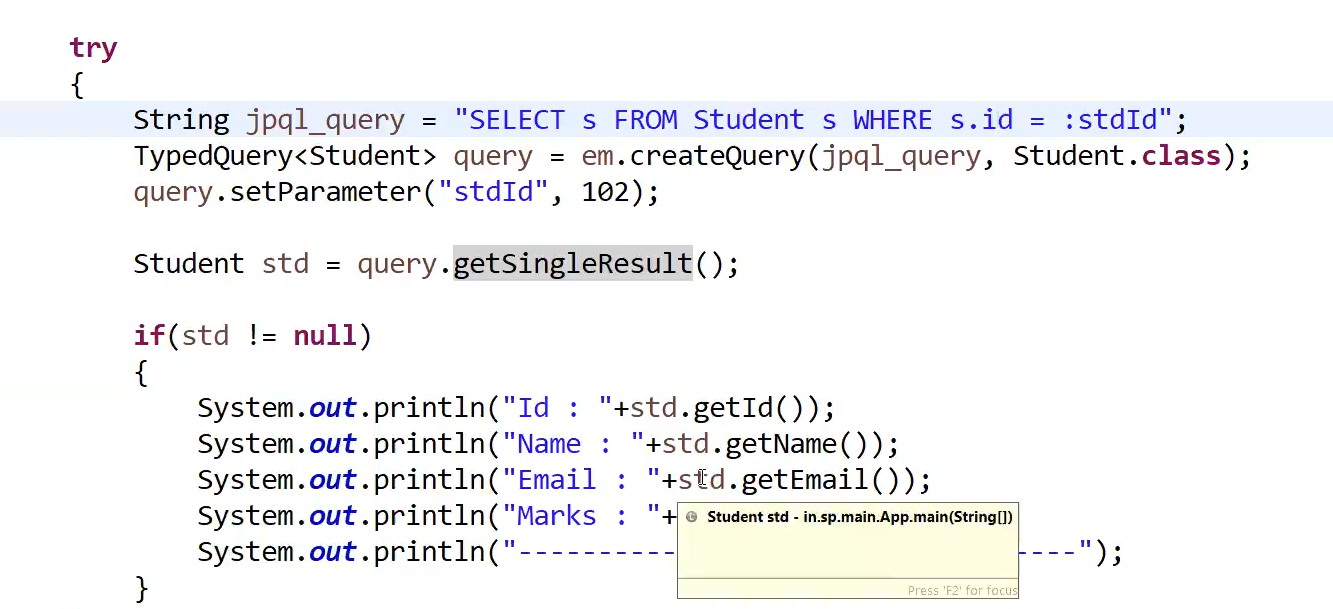 try
{
String jpql_query = "SELECT s FROM Student s WHERE s.id = :stdId";
TypedQuery<Student> query = em.createQuery(jpql_query, Student.class);
query.setParameter("stdId", 102);
Student std = query.getSingleResult();
if(std != null)
{
System.out.println("Id : "+std.getId());
System.out.println("Name : "+std.getName());
System.out.println("Email : "+std.getEmail());
System.out.println("Marks : "+
Student std - in.sp.main.App.main(String[])
System.out.println("---------- ----");
Press 'F2' for focus
}